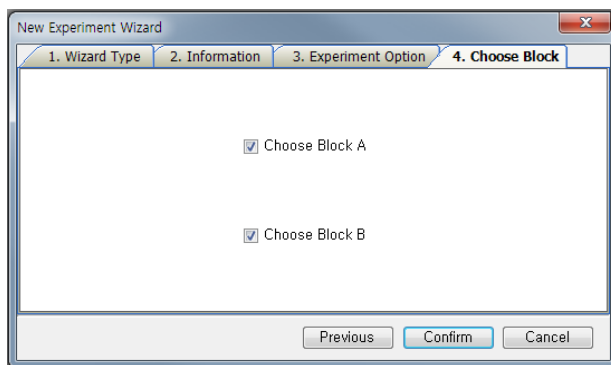 New Experiment Wizard
1. Wizard Type 2. Information 3. Experiment Option 4. Choose Block
Choose Block A
Choose Block B
Previous Confirm Cancel